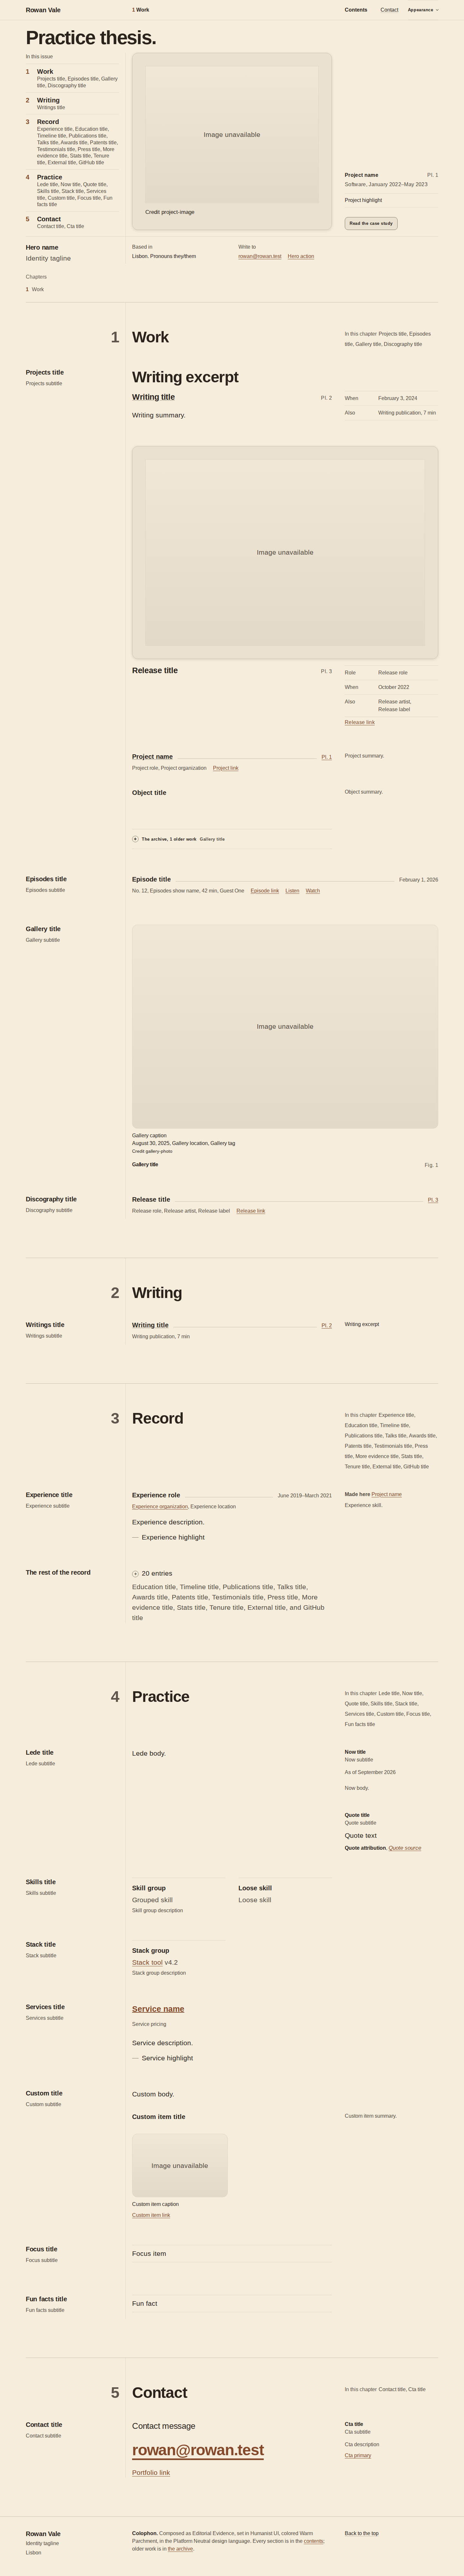 Rowan Vale
1 Work
Contents
Contact
Appearance
Practice thesis.
In this issue
1 Work
Projects title, Episodes title, Gallery
title, Discography title
2 Writing
Writings title
3 Record
Experience title, Education title,
Timeline title, Publications title,
Talks title, Awards title, Patents title,
Testimonials title, Press title, More
evidence title, Stats title, Tenure
title, External title, GitHub title
4 Practice
Lede title, Now title, Quote title,
Skills title, Stack title, Services
title, Custom title, Focus title, Fun
facts title
5 Contact
Contact title, Cta title
Image unavailable
Credit project-image
Project name
Pl. 1
Software, January 2022–May 2023
Project highlight
Read the case study
Hero name
Identity tagline
Based in
Lisbon. Pronouns they/them
Write to
rowan@rowan.test
Hero action
Chapters
1 Work
1 Work
In this chapter Projects title, Episodes
title, Gallery title, Discography title
Projects title
Projects subtitle
Writing excerpt
Writing title
Pl. 2
Writing summary.
When February 3, 2024
Also Writing publication, 7 min
Image unavailable
Release title
Pl. 3
Role Release role
When October 2022
Also Release artist,
Release label
Release link
Project name
Pl. 1
Project role, Project organization
Project link
Project summary.
Object title
Object summary.
The archive, 1 older work Gallery title
Episodes title
Episodes subtitle
Episode title
February 1, 2026
No. 12, Episodes show name, 42 min, Guest One
Episode link
Listen
Watch
Gallery title
Gallery subtitle
Image unavailable
Gallery caption
August 30, 2025, Gallery location, Gallery tag
Credit gallery-photo
Gallery title
Fig. 1
Discography title
Discography subtitle
Release title
Pl. 3
Release role, Release artist, Release label
Release link
2 Writing
Writings title
Writings subtitle
Writing title
Pl. 2
Writing publication, 7 min
Writing excerpt
3 Record
In this chapter Experience title,
Education title, Timeline title,
Publications title, Talks title, Awards title,
Patents title, Testimonials title, Press
title, More evidence title, Stats title,
Tenure title, External title, GitHub title
Experience title
Experience subtitle
Experience role
June 2019–March 2021
Experience organization, Experience location
Experience description.
— Experience highlight
Made here Project name
Experience skill.
The rest of the record
20 entries
Education title, Timeline title, Publications title, Talks title,
Awards title, Patents title, Testimonials title, Press title, More
evidence title, Stats title, Tenure title, External title, and GitHub
title
4 Practice
In this chapter Lede title, Now title,
Quote title, Skills title, Stack title,
Services title, Custom title, Focus title,
Fun facts title
Lede title
Lede subtitle
Lede body.
Now title
Now subtitle
As of September 2026
Now body.
Quote title
Quote subtitle
Quote text
Quote attribution, Quote source
Skills title
Skills subtitle
Skill group
Grouped skill
Skill group description
Loose skill
Loose skill
Stack title
Stack subtitle
Stack group
Stack tool v4.2
Stack group description
Services title
Services subtitle
Service name
Service pricing
Service description.
— Service highlight
Custom title
Custom subtitle
Custom body.
Custom item title
Custom item summary.
Image unavailable
Custom item caption
Custom item link
Focus title
Focus subtitle
Focus item
Fun facts title
Fun facts subtitle
Fun fact
5 Contact
In this chapter Contact title, Cta title
Contact title
Contact subtitle
Contact message
rowan@rowan.test
Portfolio link
Cta title
Cta subtitle
Cta description
Cta primary
Rowan Vale
Identity tagline
Lisbon
Colophon. Composed as Editorial Evidence, set in Humanist UI, colored Warm
Parchment, in the Platform Neutral design language. Every section is in the contents;
older work is in the archive.
Back to the top